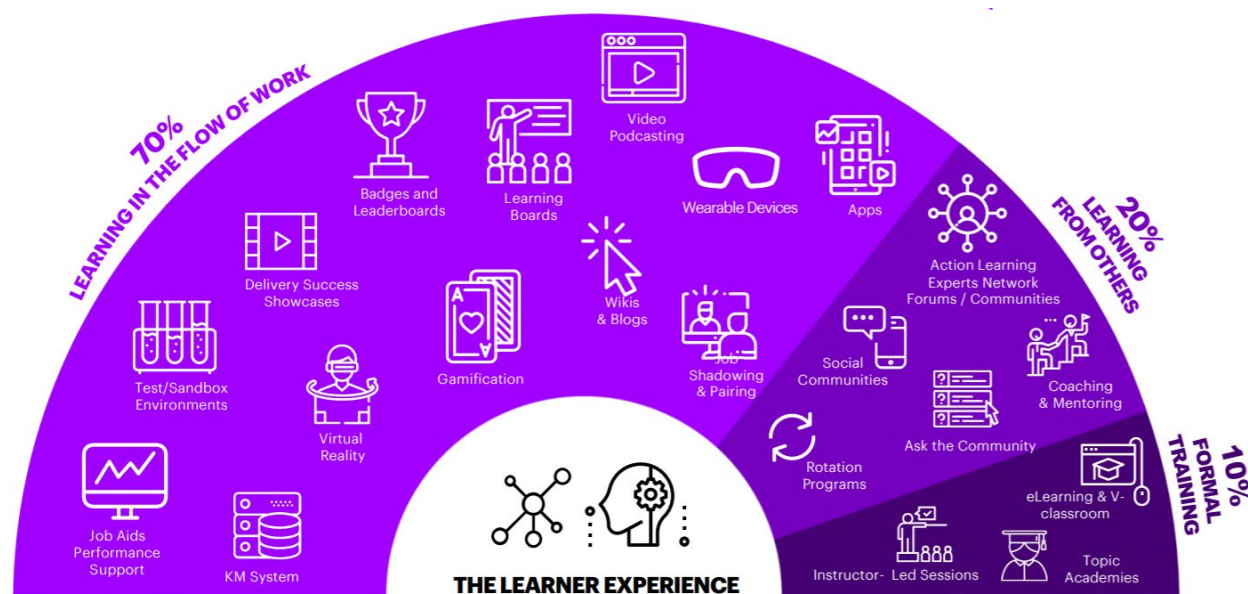 70%
LEARNING IN THE FLOW OF WORK
Video
Podcasting
Badges and
Leaderboards
Learning
Boards
Wearable Devices
Apps
Delivery Success
Showcases
Wikis
& Blogs
Test/Sandbox
Environments
Virtual
Reality
Gamification
A
A
Job
Shadowing
& Pairing
Job Aids
Performance
Support
KM System
20%
LEARNING
FROM OTHERS
Action Learning
Experts Network
Forums / Communities
Social
Communities
Coaching
& Mentoring
?
?
?
Ask the Community
Rotation
Programs
10%
FORMAL
TRAINING
eLearning & V-
classroom
Instructor- Led Sessions
Topic
Academies
THE LEARNER EXPERIENCE